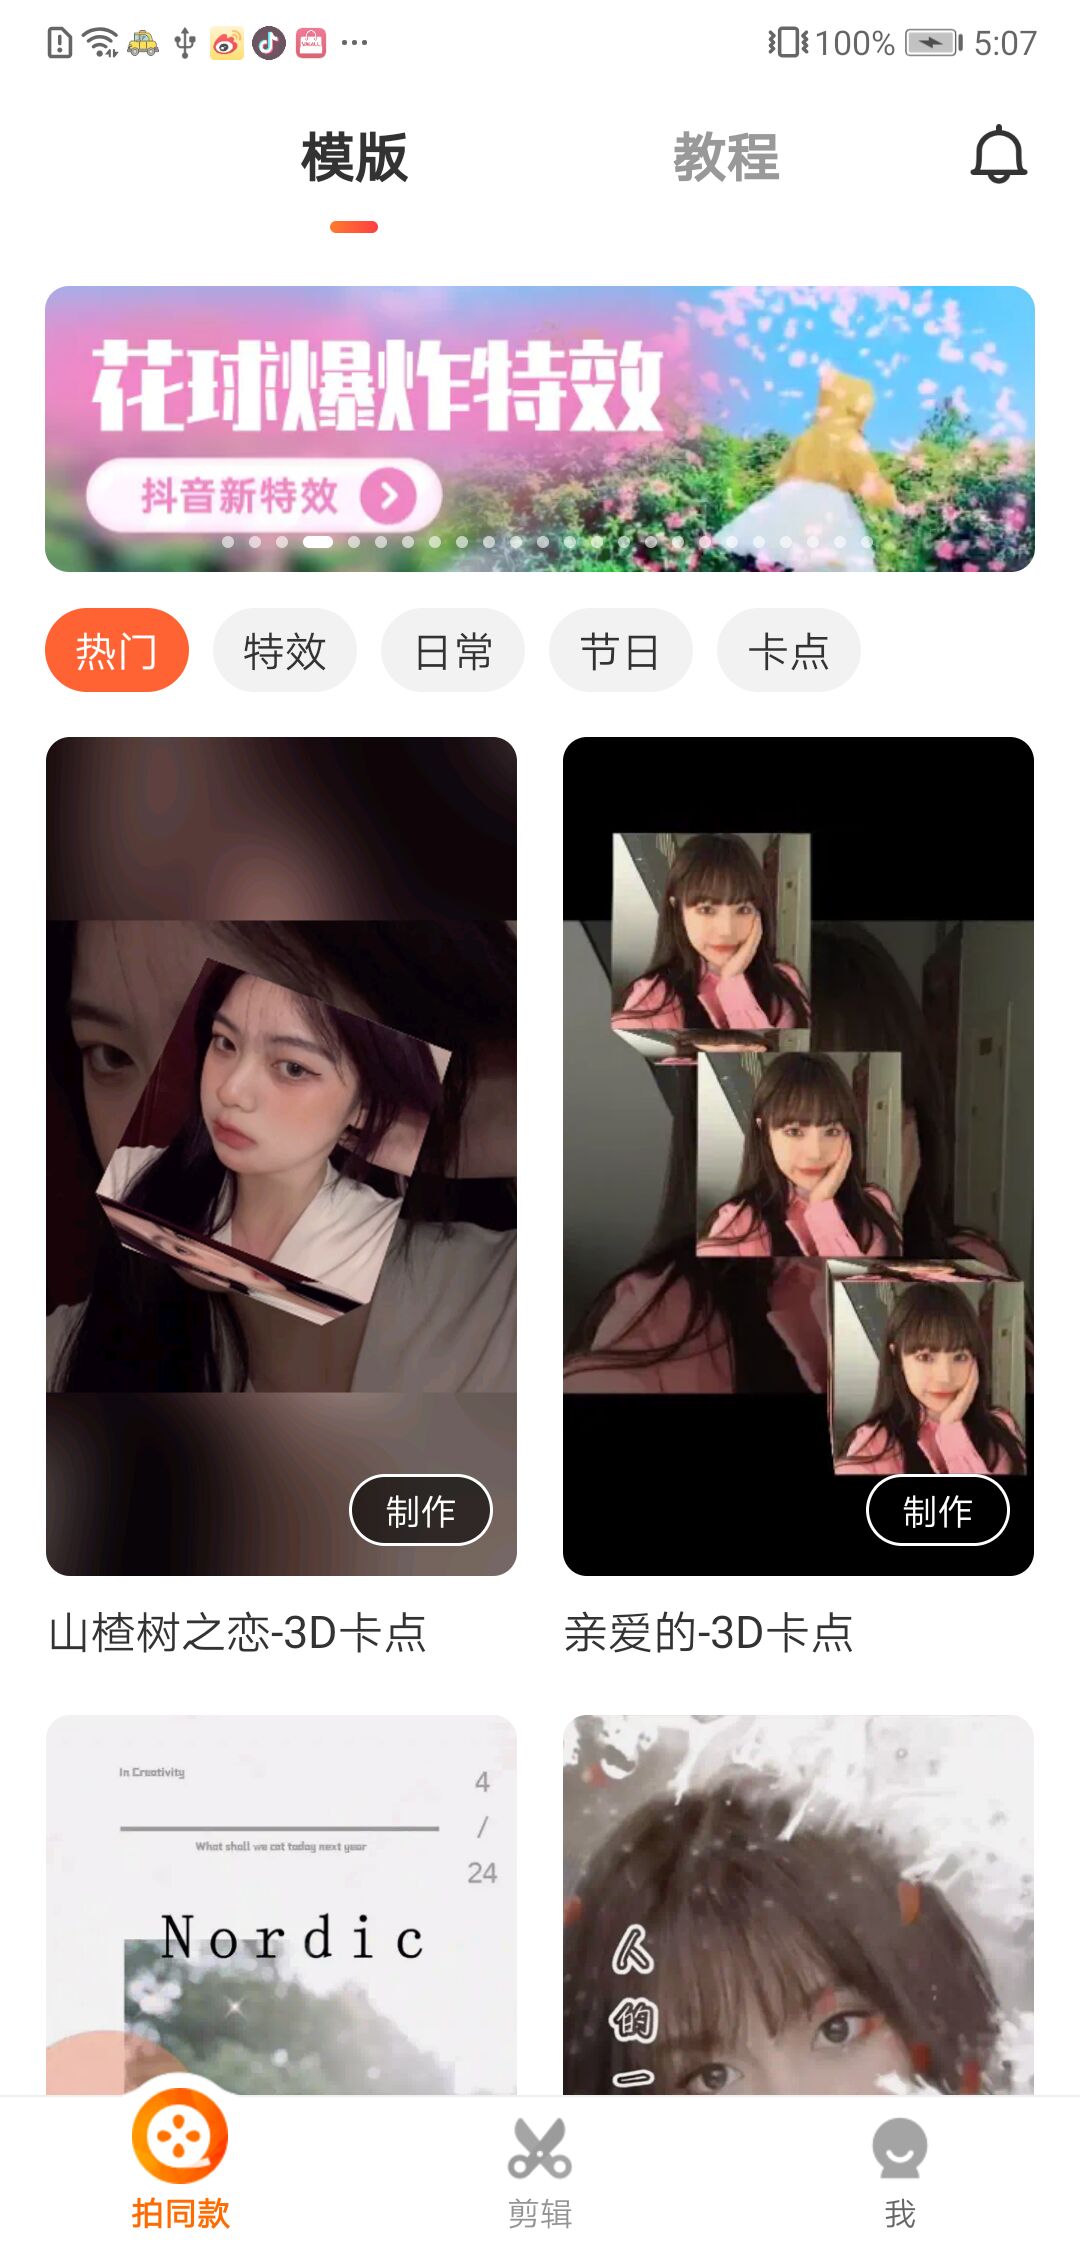 100% 5:07
模版
教程
花球爆炸特效
抖音新特效
热门
特效
日常
节日
卡点
制作
制作
山楂树之恋-3D卡点
亲爱的-3D卡点
In Creativity
4
/
24
What shall we eat today next year
Nordic
人
的
一
拍同款
剪辑
我